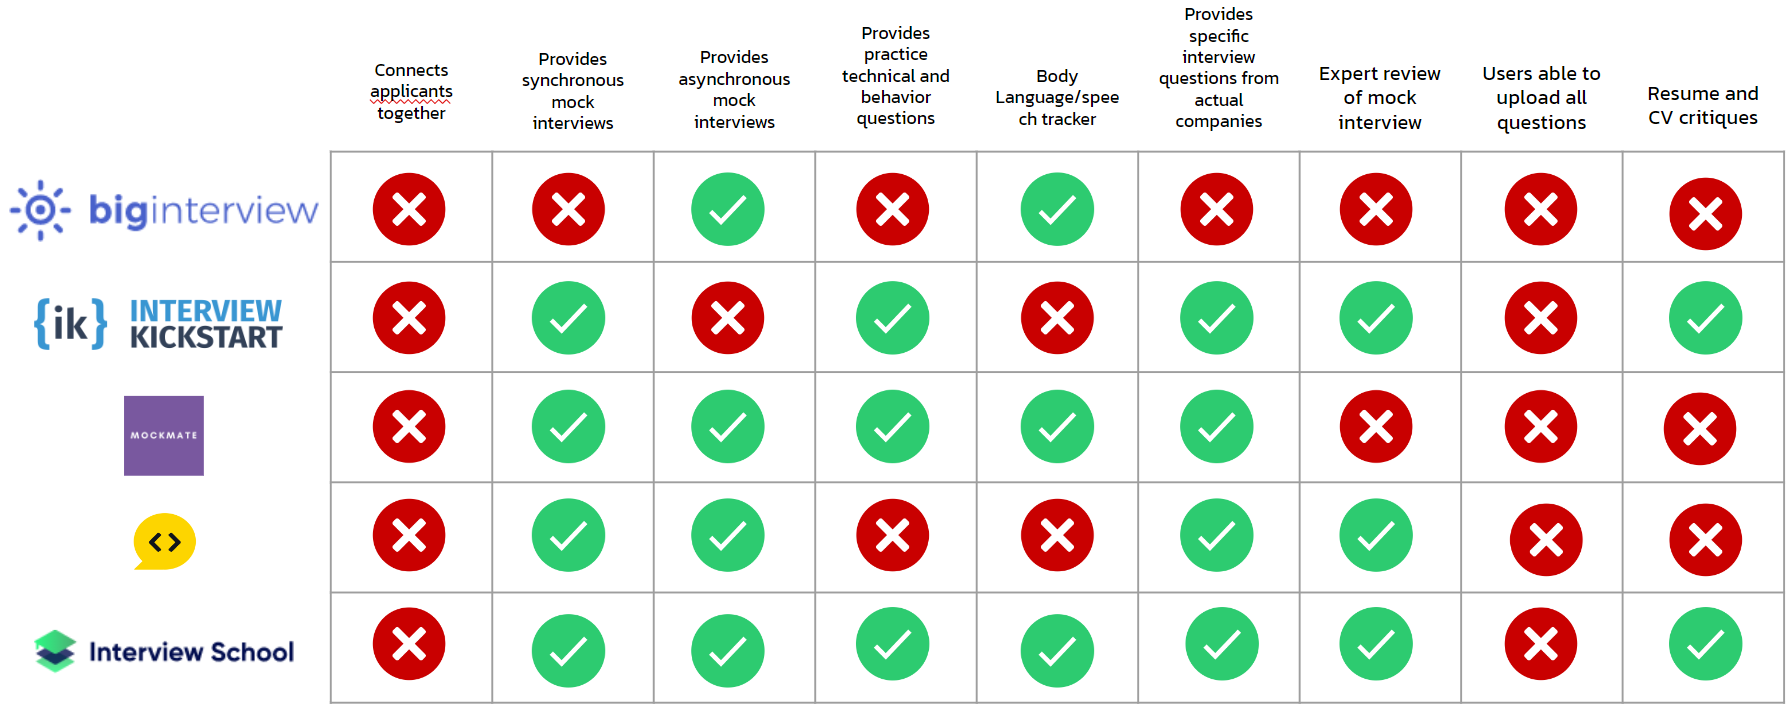 Connects
applicants
together
Provides
synchronous
mock
interviews
Provides
asynchronous
mock
interviews
Provides
practice
technical and
behavior
questions
Body
Language/spee
ch tracker
Provides
specific
interview
questions from
actual
companies
Expert review
of mock
interview
Users able to
upload all
questions
Resume and
CV critiques
biginterview
{ik} INTERVIEW
KICKSTART
MOCKMATE
<>
Interview School